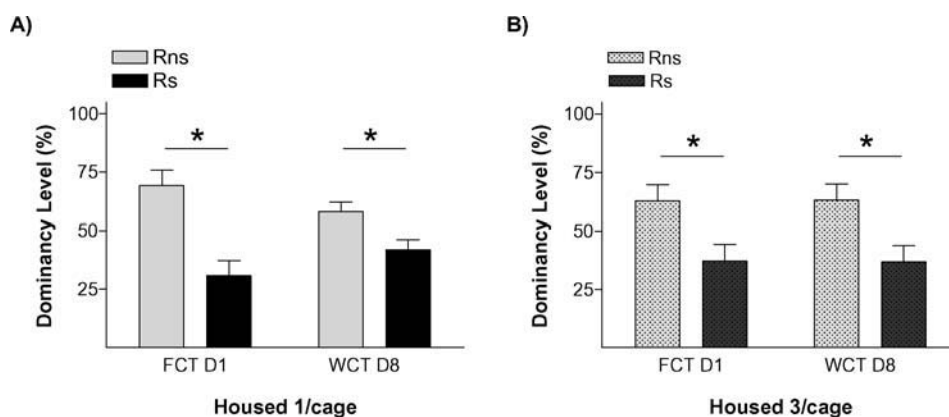 A)
Rns
Rs
Dominancy Level (%)
100
75
50
25
*
*
FCT D1
WCT D8
Housed 1/cage
B)
Rns
Rs
Dominancy Level (%)
100
75
50
25
*
*
FCT D1
WCT D8
Housed 3/cage